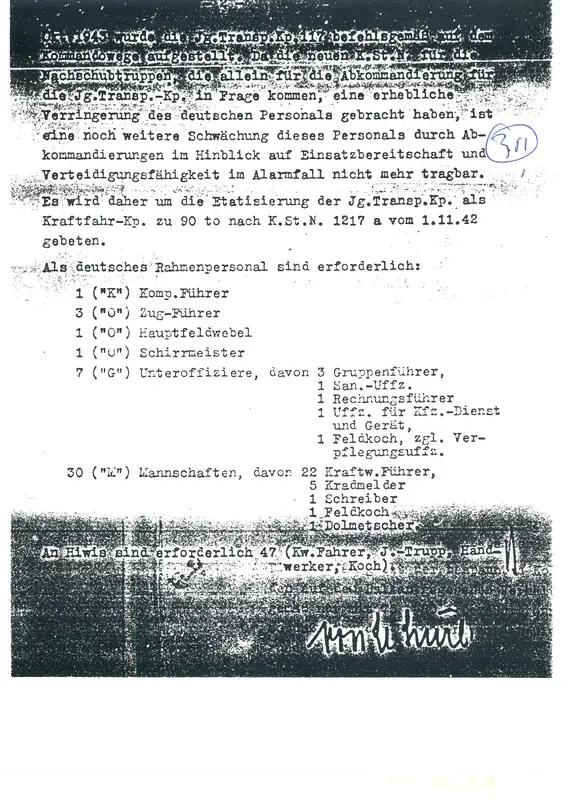 Okt.1943 wurde die Jg.Transp.Kp.117 befehlsgemäß auf dem
Kommandowege aufgestellt. Da die neuen K.St.N. für die
Nachschubtruppen, die allein für die Abkommandierung für
die Jg.Transp.-Kp. in Frage kommen, eine erhebliche
Verringerung des deutschen Personals gebracht haben, ist
eine noch weitere Schwächung dieses Personals durch Ab-
kommandierungen im Hinblick auf Einsatzbereitschaft und
Verteidigungsfähigkeit im Alarmfall nicht mehr tragbar.
Es wird daher um die Etatisierung der Jg.Transp.Kp. als
Kraftfahr-Kp. zu 90 to nach K.St.N. 1217 a vom 1.11.42
gebeten.
Als deutsches Rahmenpersonal sind erforderlich:
1 ("K") Komp.Führer
3 ("O") Zug-Führer
1 ("O") Hauptfeldwebel
1 ("O") Schirrmeister
7 ("G") Unteroffiziere, davon 3 Gruppenführer,
1 San.-Uffz.
1 Rechnungsführer
1 Uffz. für Kfz.-Dienst
und Gerät,
1 Feldkoch, zgl. Ver-
pflegungsuffz.
30 ("M") Mannschaften, davon 22 Kraftw.Führer,
5 Kradmelder
1 Schreiber
1 Feldkoch
1 Dolmetscher.
An Hiwis sind erforderlich 47 (Kw.Fahrer, J.-Trupp, Hand-
werker, Koch).